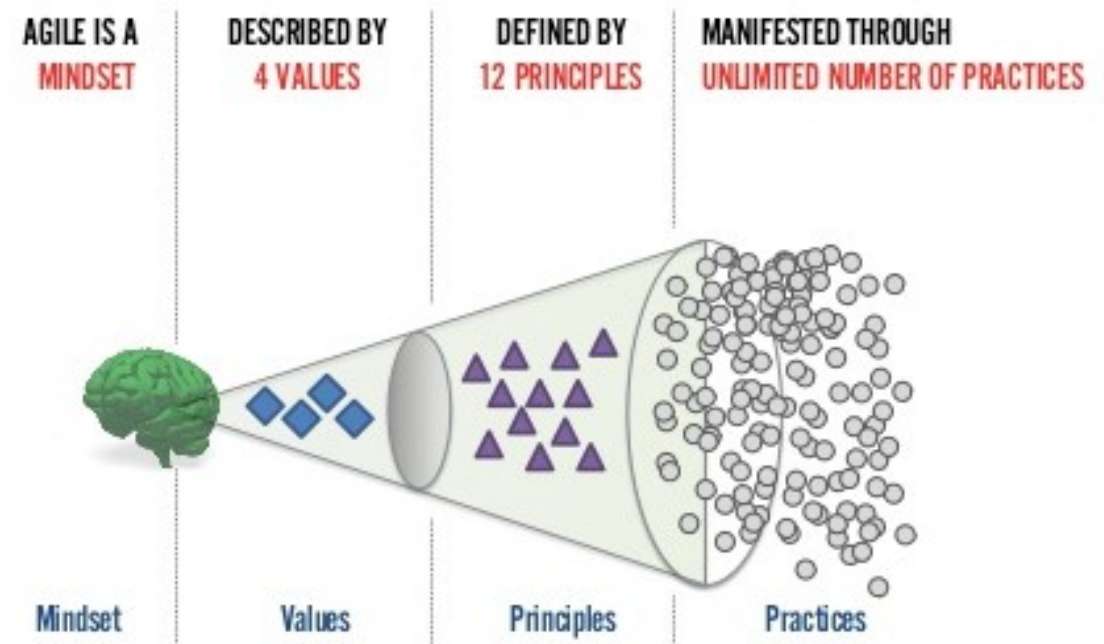 AGILE IS A
MINDSET
DESCRIBED BY
4 VALUES
DEFINED BY
12 PRINCIPLES
MANIFESTED THROUGH
UNLIMITED NUMBER OF PRACTICES
Mindset
Values
Principles
Practices